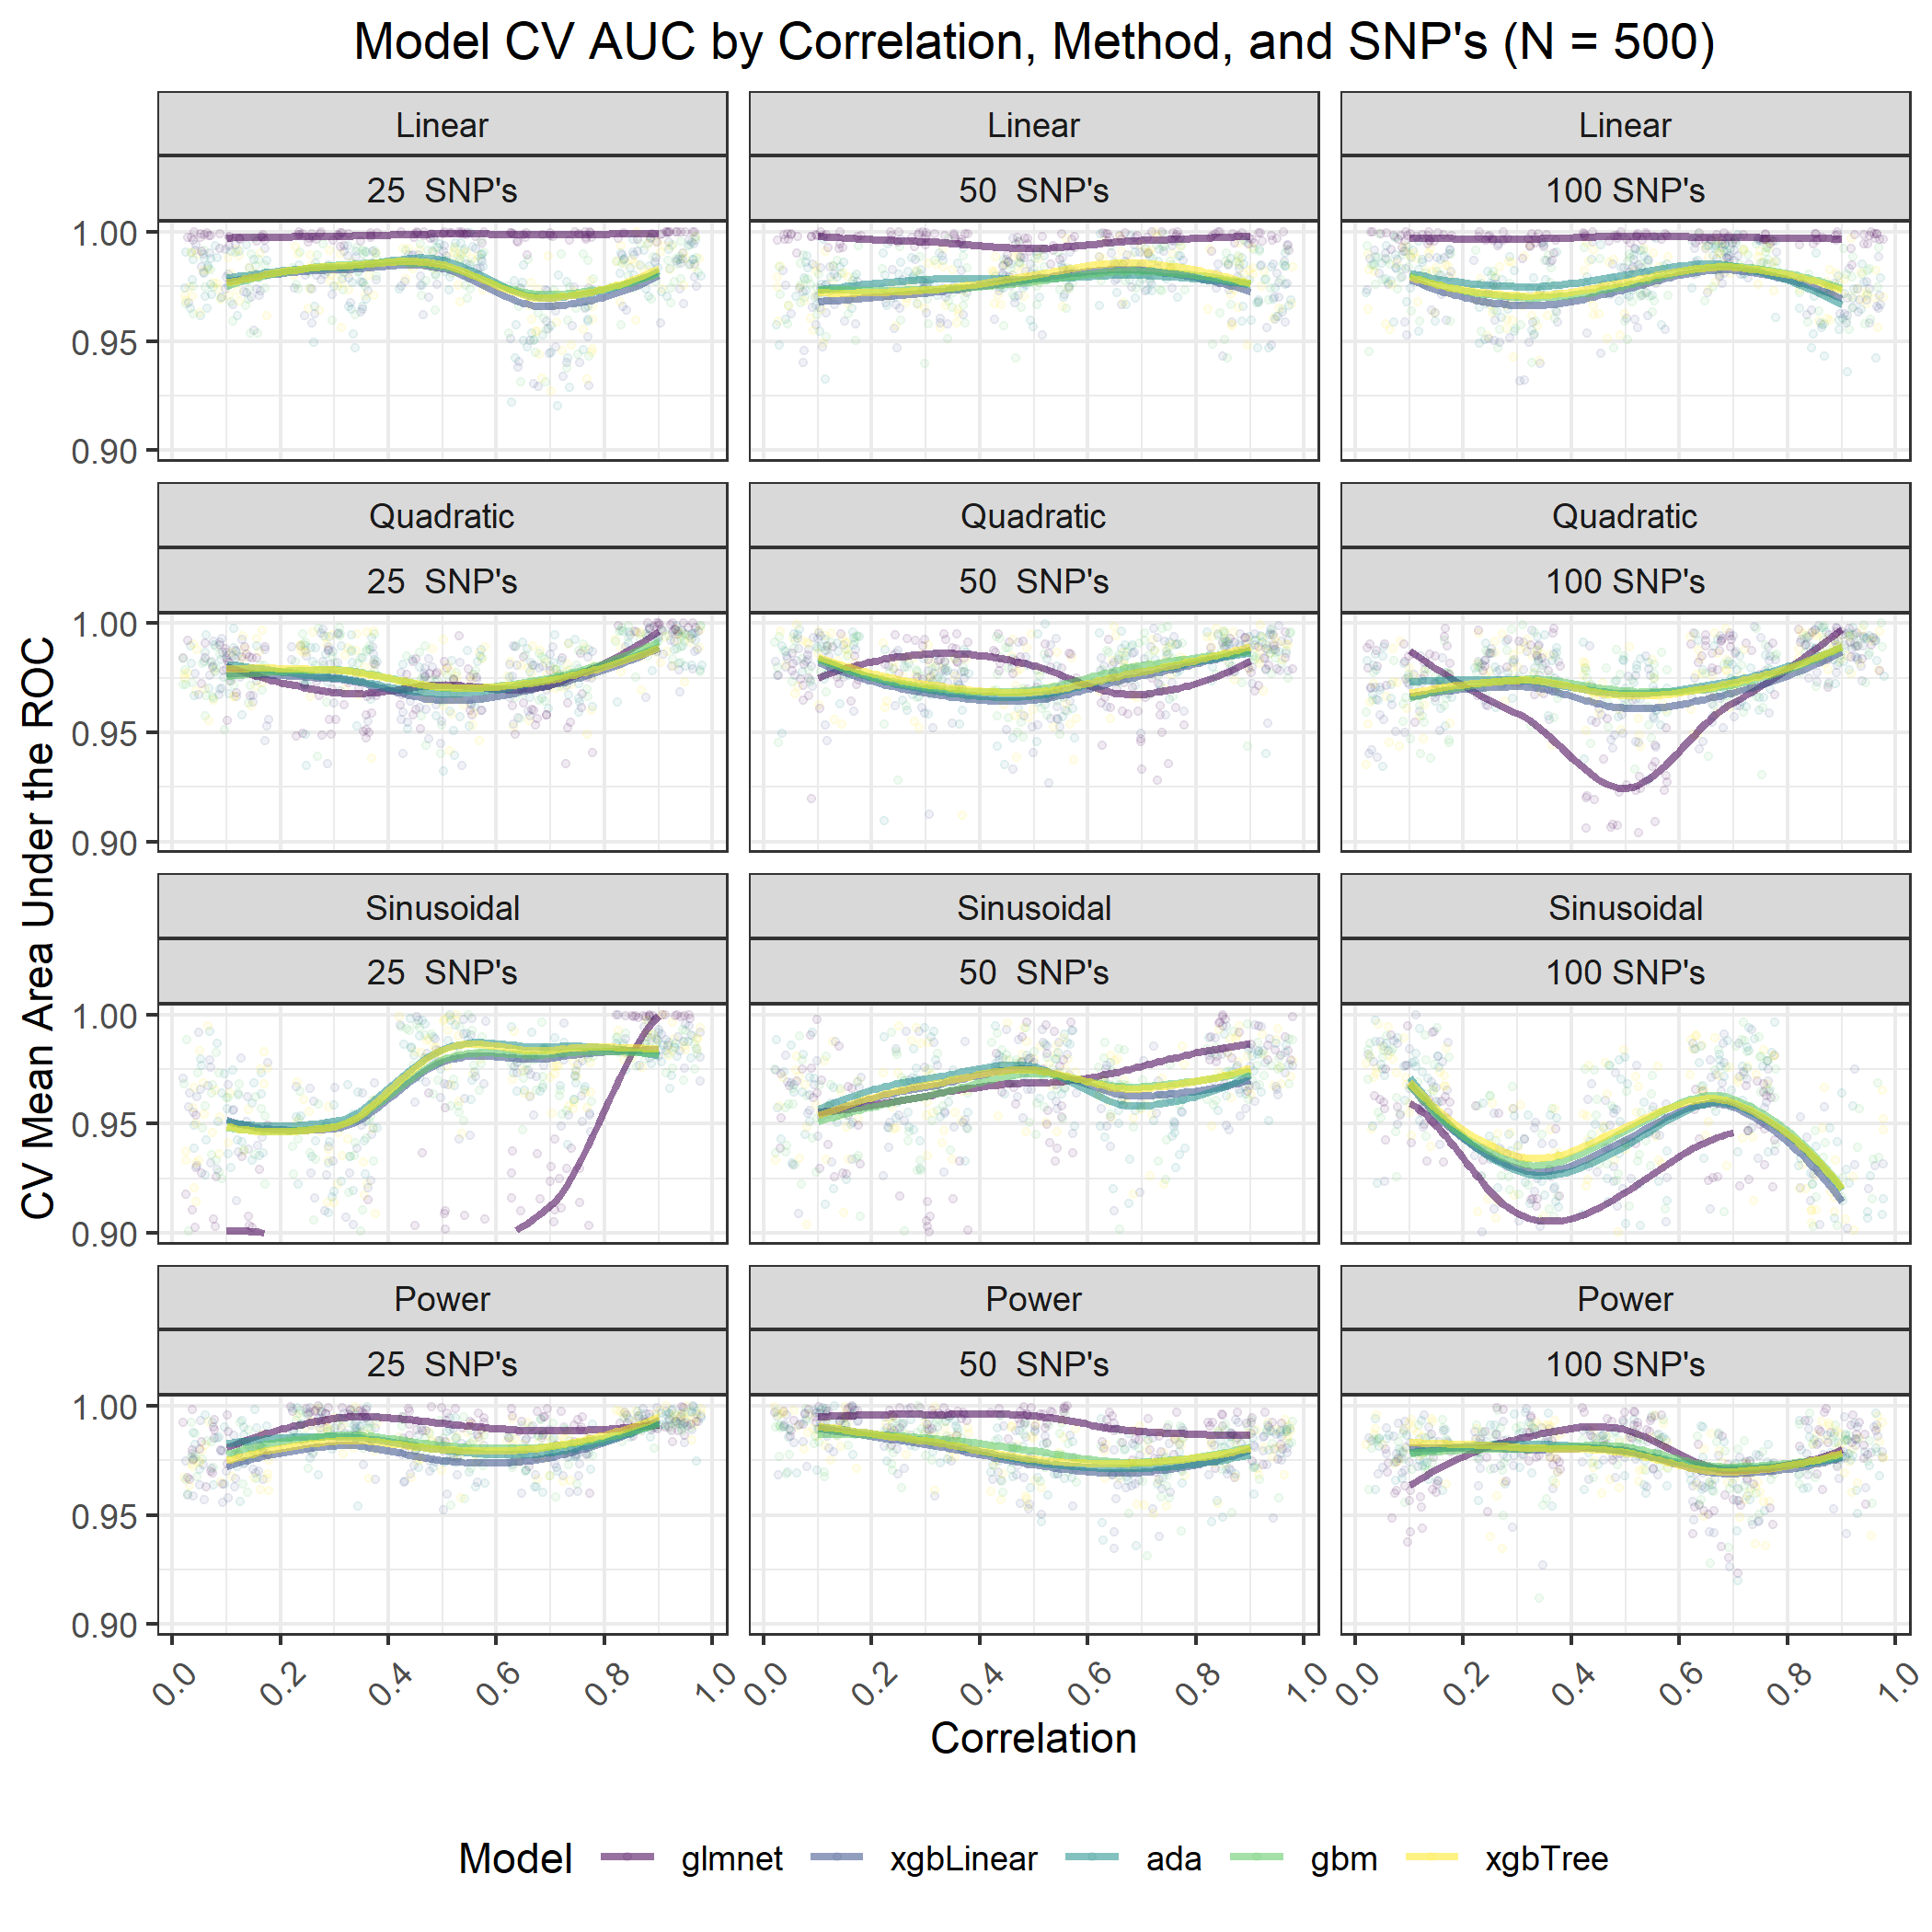 Model CV AUC by Correlation, Method, and SNP's (N = 500)
Linear Linear Linear
25 SNP's 50 SNP's 100 SNP's
1.00
0.95
0.90
Quadratic Quadratic Quadratic
25 SNP's 50 SNP's 100 SNP's
1.00
0.95
0.90
CV Mean Area Under the ROC
Sinusoidal Sinusoidal Sinusoidal
25 SNP's 50 SNP's 100 SNP's
1.00
0.95
0.90
Power Power Power
25 SNP's 50 SNP's 100 SNP's
1.00
0.95
0.90
0.0 0.2 0.4 0.6 0.8 1.0 0.0 0.2 0.4 0.6 0.8 1.0 0.0 0.2 0.4 0.6 0.8 1.0
Correlation
Model glmnet xgbLinear ada gbm xgbTree